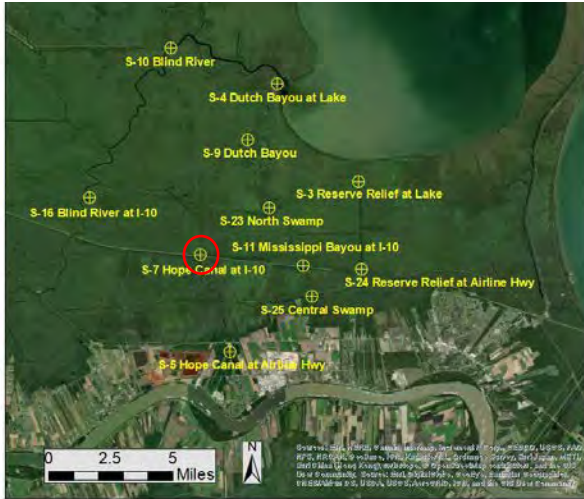 S-10 Blind River
S-4 Dutch Bayou at Lake
S-9 Dutch Bayou
S-3 Reserve Relief at Lake
S-16 Blind River at I-10
S-23 North Swamp
S-11 Mississippi Bayou at I-10
S-7 Hope Canal at I-10
S-24 Reserve Relief at Airline Hwy
S-25 Central Swamp
S-5 Hope Canal at Airline Hwy
0 2.5 5
Miles
N